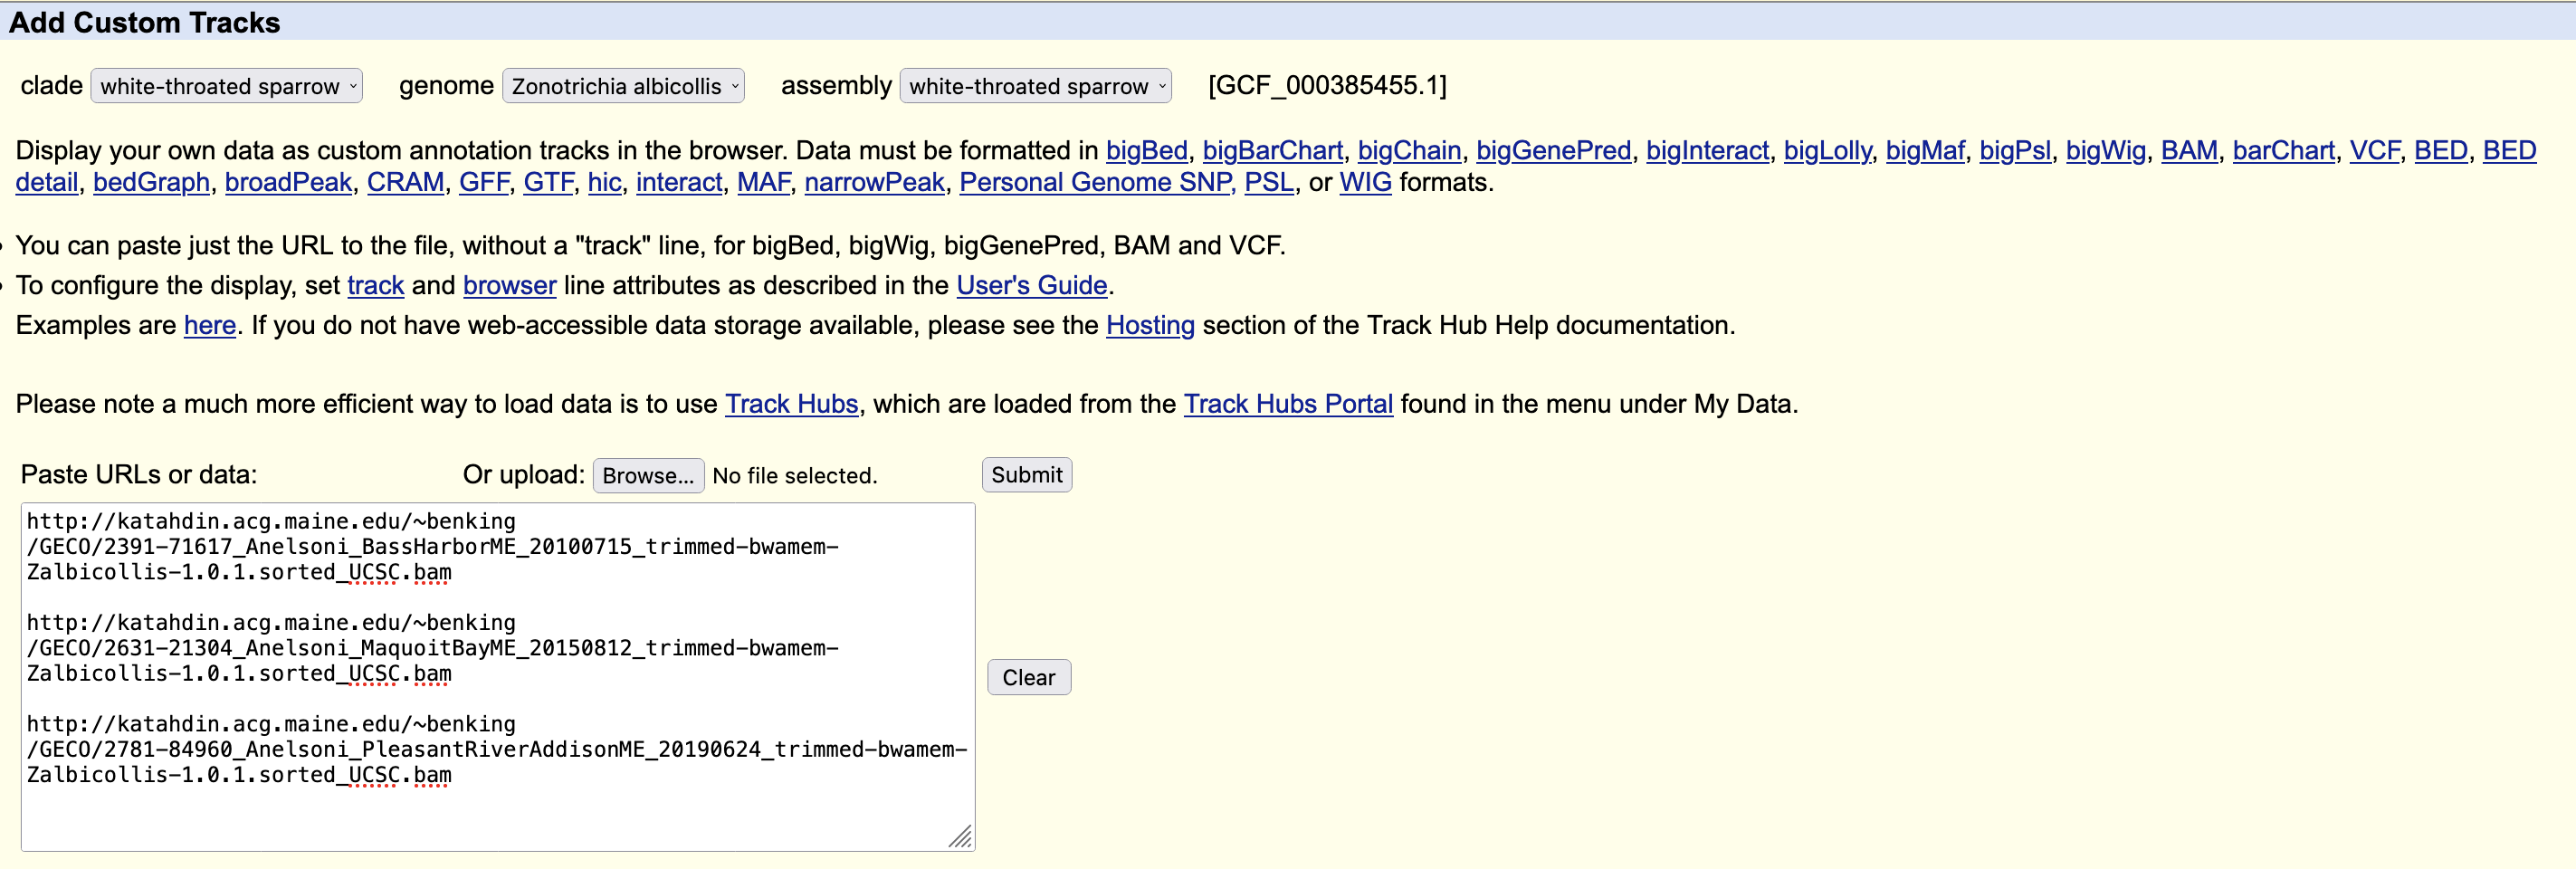 Add Custom Tracks
clade white-throated sparrow genome Zonotrichia albicollis assembly white-throated sparrow [GCF_000385455.1]
Display your own data as custom annotation tracks in the browser. Data must be formatted in bigBed, bigBarChart, bigChain, bigGenePred, bigInteract, bigLolly, bigMaf, bigPsl, bigWig, BAM, barChart, VCF, BED, BED
detail, bedGraph, broadPeak, CRAM, GFF, GTF, hic, interact, MAF, narrowPeak, Personal Genome SNP, PSL, or WIG formats.
You can paste just the URL to the file, without a "track" line, for bigBed, bigWig, bigGenePred, BAM and VCF.
To configure the display, set track and browser line attributes as described in the User's Guide.
Examples are here. If you do not have web-accessible data storage available, please see the Hosting section of the Track Hub Help documentation.
Please note a much more efficient way to load data is to use Track Hubs, which are loaded from the Track Hubs Portal found in the menu under My Data.
Paste URLs or data: Or upload: Browse... No file selected. Submit
http://katahdin.acg.maine.edu/~benking
/GECO/2391-71617_Anelsoni_BassHarborME_20100715_trimmed-bwamem-
Zalbicollis-1.0.1.sorted_UCSC.bam
http://katahdin.acg.maine.edu/~benking
/GECO/2631-21304_Anelsoni_MaquoitBayME_20150812_trimmed-bwamem-
Zalbicollis-1.0.1.sorted_UCSC.bam
Clear
http://katahdin.acg.maine.edu/~benking
/GECO/2781-84960_Anelsoni_PleasantRiverAddisonME_20190624_trimmed-bwamem-
Zalbicollis-1.0.1.sorted_UCSC.bam